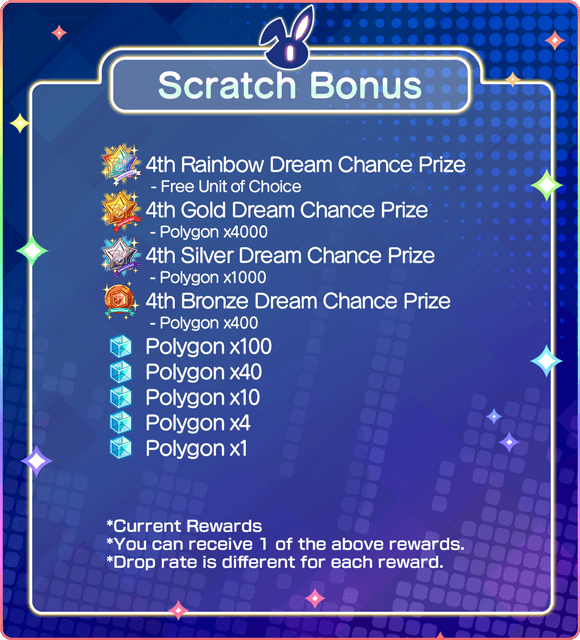 Scratch Bonus
4th Rainbow Dream Chance Prize
- Free Unit of Choice
4th Gold Dream Chance Prize
- Polygon x4000
4th Silver Dream Chance Prize
- Polygon x1000
4th Bronze Dream Chance Prize
- Polygon x400
Polygon x100
Polygon x40
Polygon x10
Polygon x4
Polygon x1
*Current Rewards
*You can receive 1 of the above rewards.
*Drop rate is different for each reward.